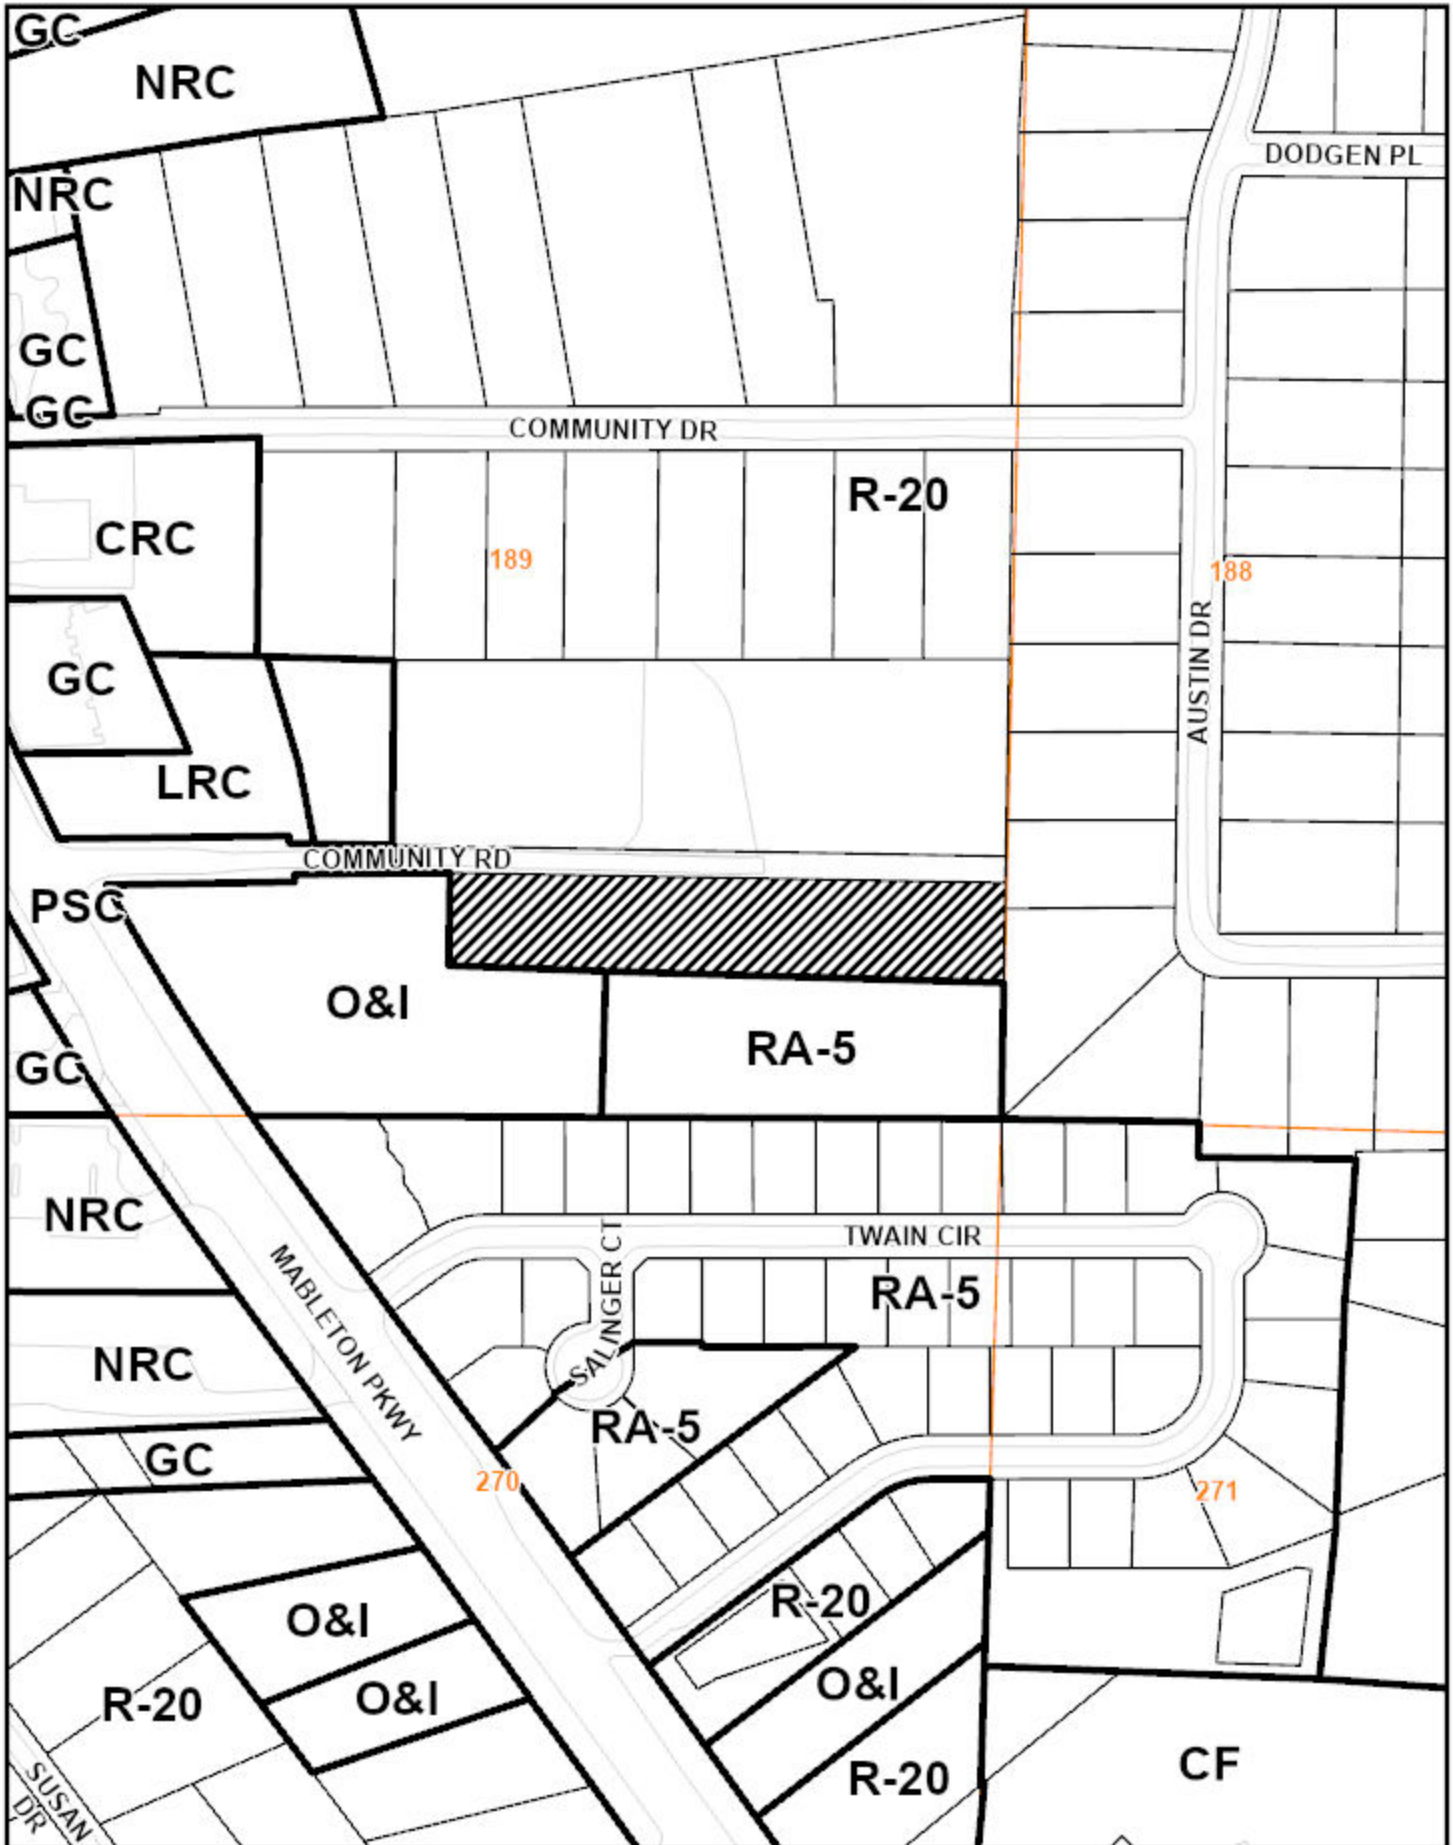 GC
NRC
DODGEN PL
NRC
GC
GC
COMMUNITY DR
R-20
CRC
189
188
AUSTIN DR
GC
LRC
COMMUNITY RD
PSC
O&I
RA-5
GC
NRC
TWAIN CIR
SALINGER CT
RA-5
MABLETON PKWY
NRC
RA-5
GC
270
271
R-20
O&I
O&I
O&I
R-20
R-20
CF
SUSAN
DR